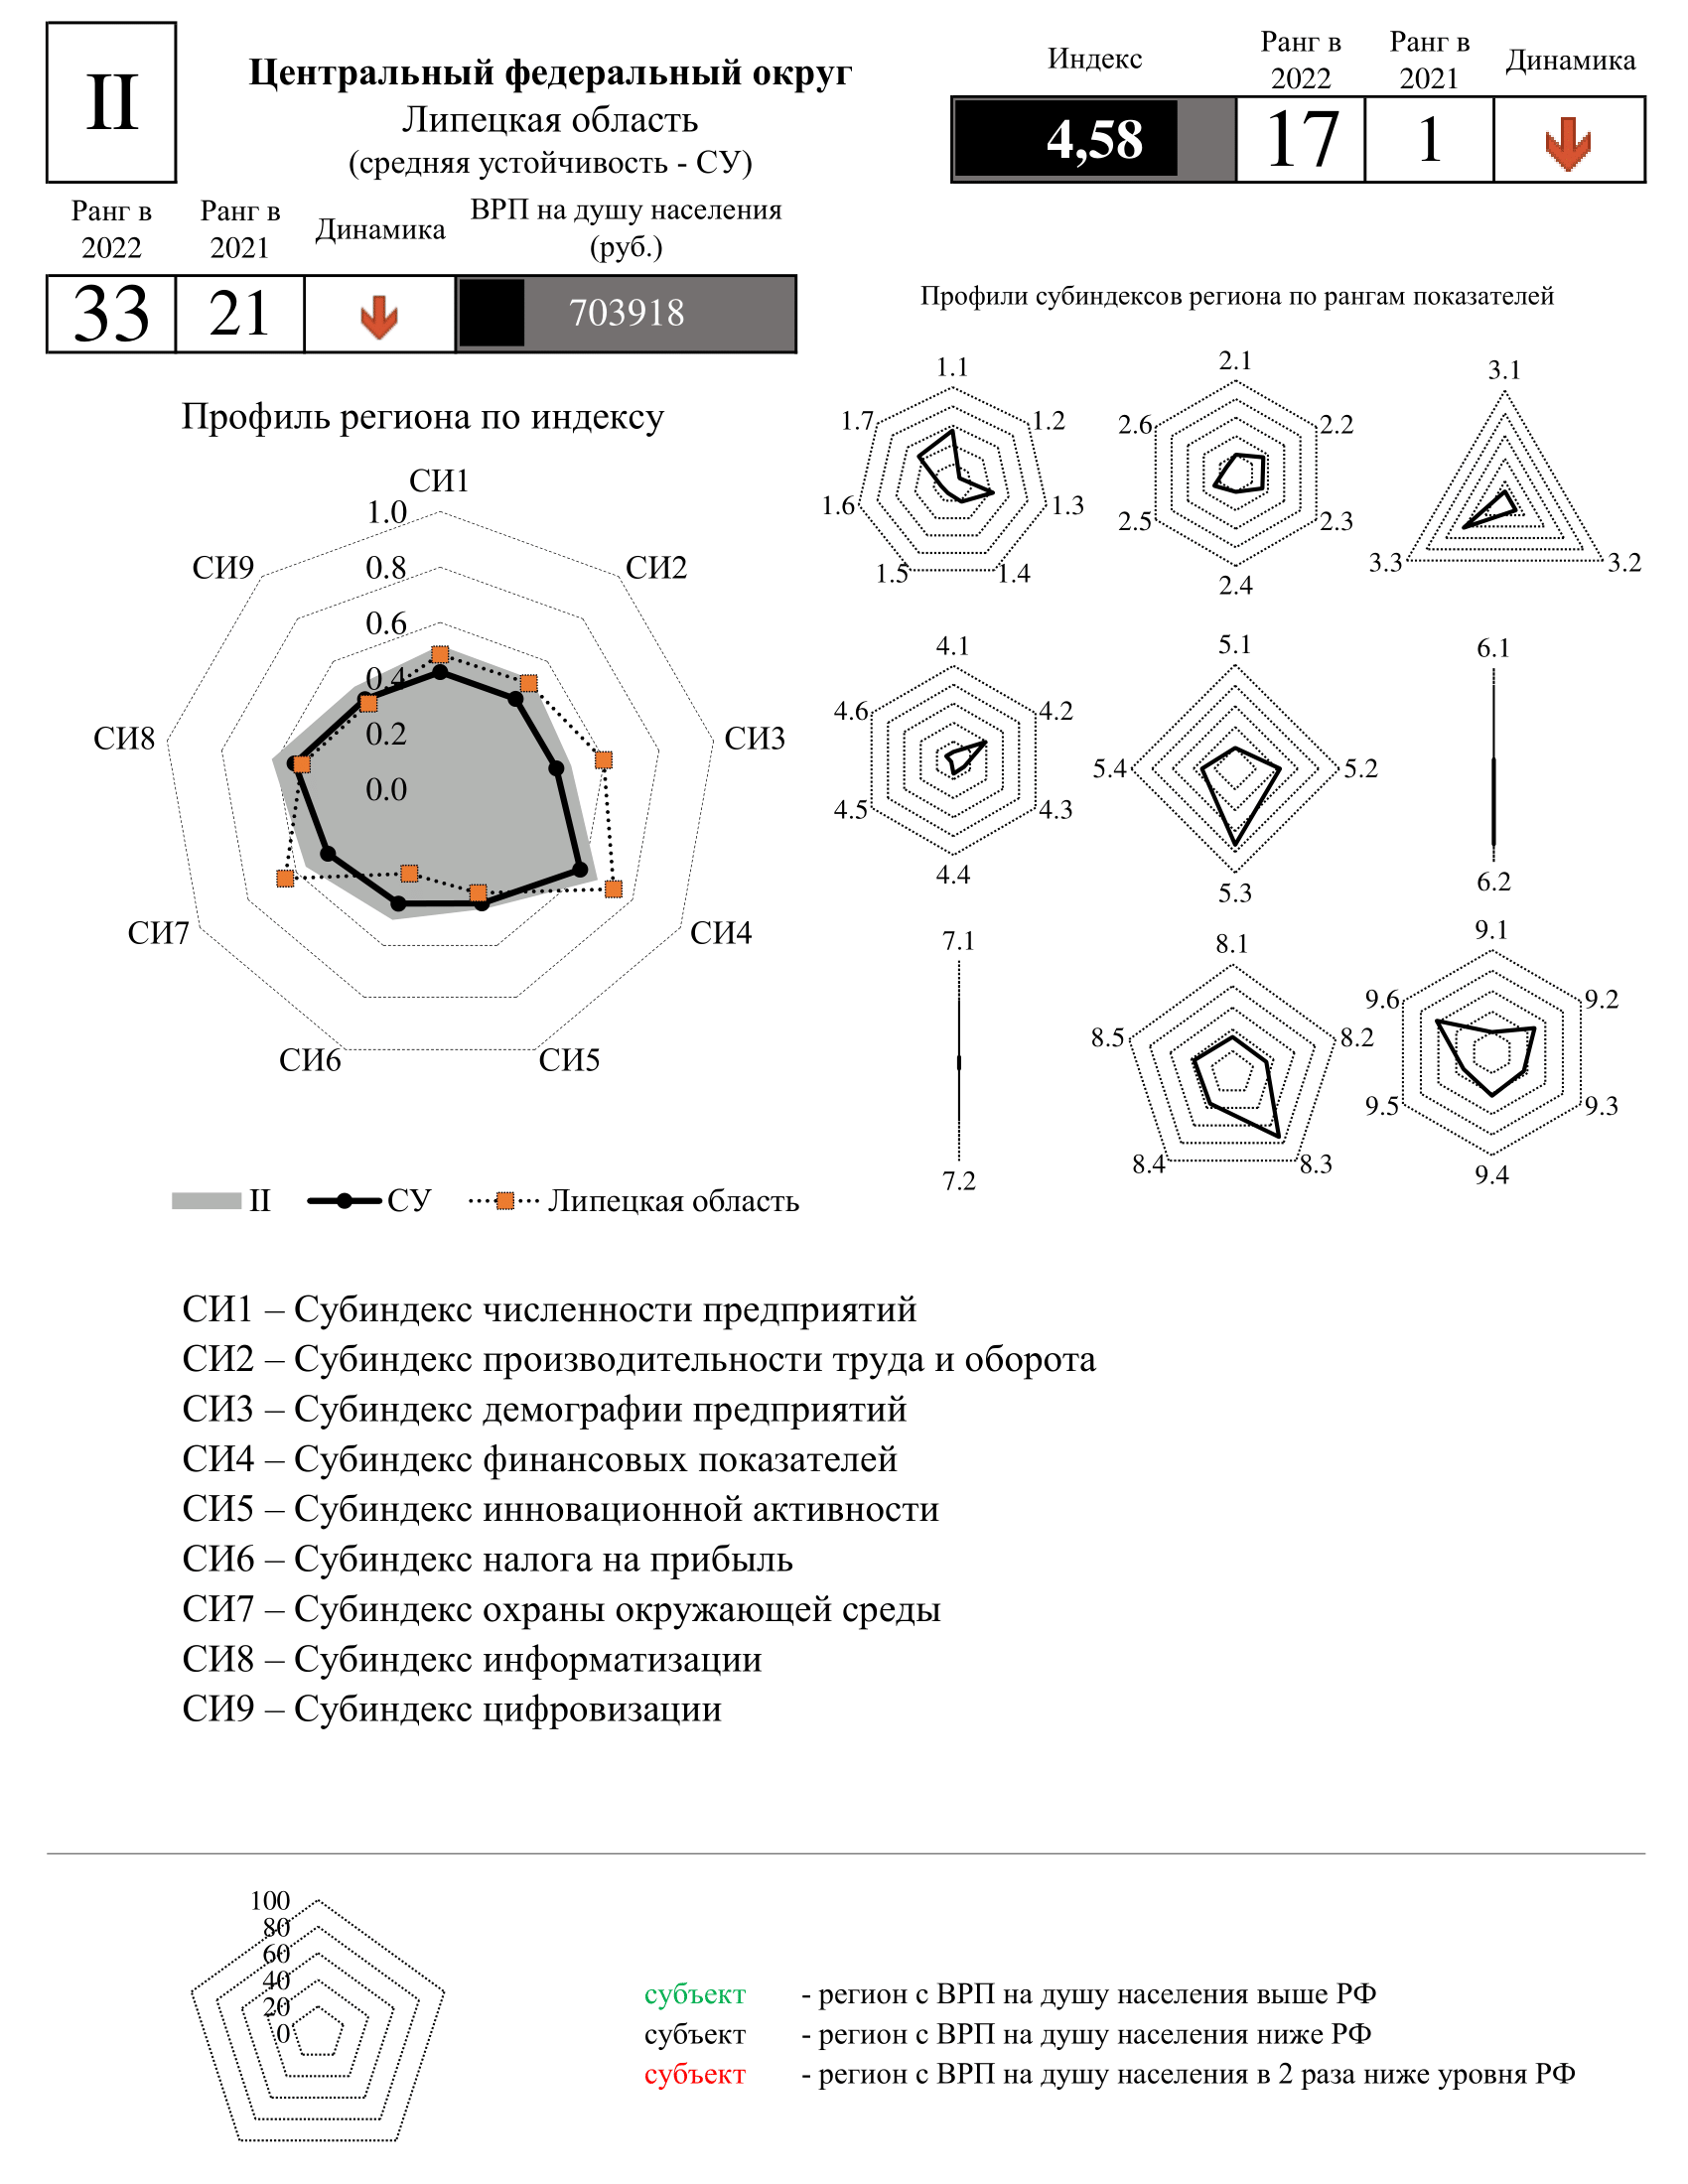 II
Центральный федеральный округ
Липецкая область
(средняя устойчивость - СУ)
Индекс
Ранг в
2022
Ранг в
2021
Динамика
4,58
17
1
Ранг в
2022
Ранг в
2021
Динамика
ВРП на душу населения
(руб.)
33
21
703918
Профиль региона по индексу
СИ1
СИ2
СИ3
СИ4
СИ5
СИ6
СИ7
СИ8
СИ9
1.0
0.8
0.6
0.4
0.2
0.0
II
СУ
Липецкая область
Профили субиндексов региона по рангам показателей
1.1
1.2
1.3
1.4
1.5
1.6
1.7
2.1
2.2
2.3
2.4
2.5
2.6
3.1
3.2
3.3
4.1
4.2
4.3
4.4
4.5
4.6
5.1
5.2
5.3
5.4
6.1
6.2
7.1
7.2
8.1
8.2
8.3
8.4
8.5
9.1
9.2
9.3
9.4
9.5
9.6
СИ1 – Субиндекс численности предприятий
СИ2 – Субиндекс производительности труда и оборота
СИ3 – Субиндекс демографии предприятий
СИ4 – Субиндекс финансовых показателей
СИ5 – Субиндекс инновационной активности
СИ6 – Субиндекс налога на прибыль
СИ7 – Субиндекс охраны окружающей среды
СИ8 – Субиндекс информатизации
СИ9 – Субиндекс цифровизации
100
80
60
40
20
0
субъект - регион с ВРП на душу населения выше РФ
субъект - регион с ВРП на душу населения ниже РФ
субъект - регион с ВРП на душу населения в 2 раза ниже уровня РФ